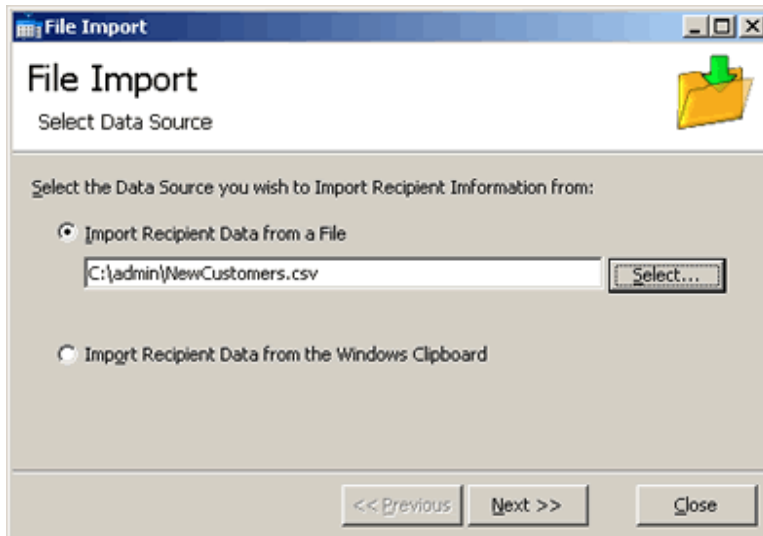 File Import
File Import
Select Data Source
Select the Data Source you wish to Import Recipient Imformation from:
Import Recipient Data from a File
C:\admin\NewCustomers.csv Select...
Import Recipient Data from the Windows Clipboard
<< Previous Next >> Close